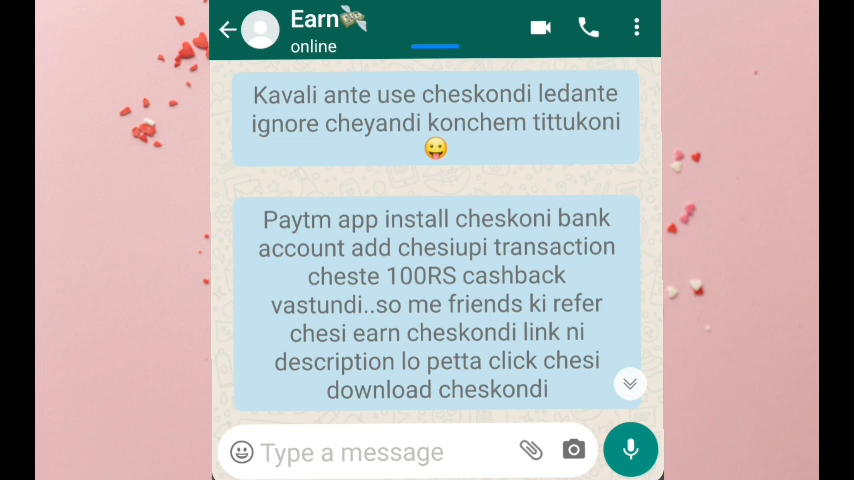 Earn💸
online
Kavali ante use cheskondi ledante
ignore cheyandi konchem tittukoni
😛
Paytm app install cheskoni bank
account add chesiupi transaction
cheste 100RS cashback
vastundi..so me friends ki refer
chesi earn cheskondi link ni
description lo petta click chesi
download cheskondi
Type a message